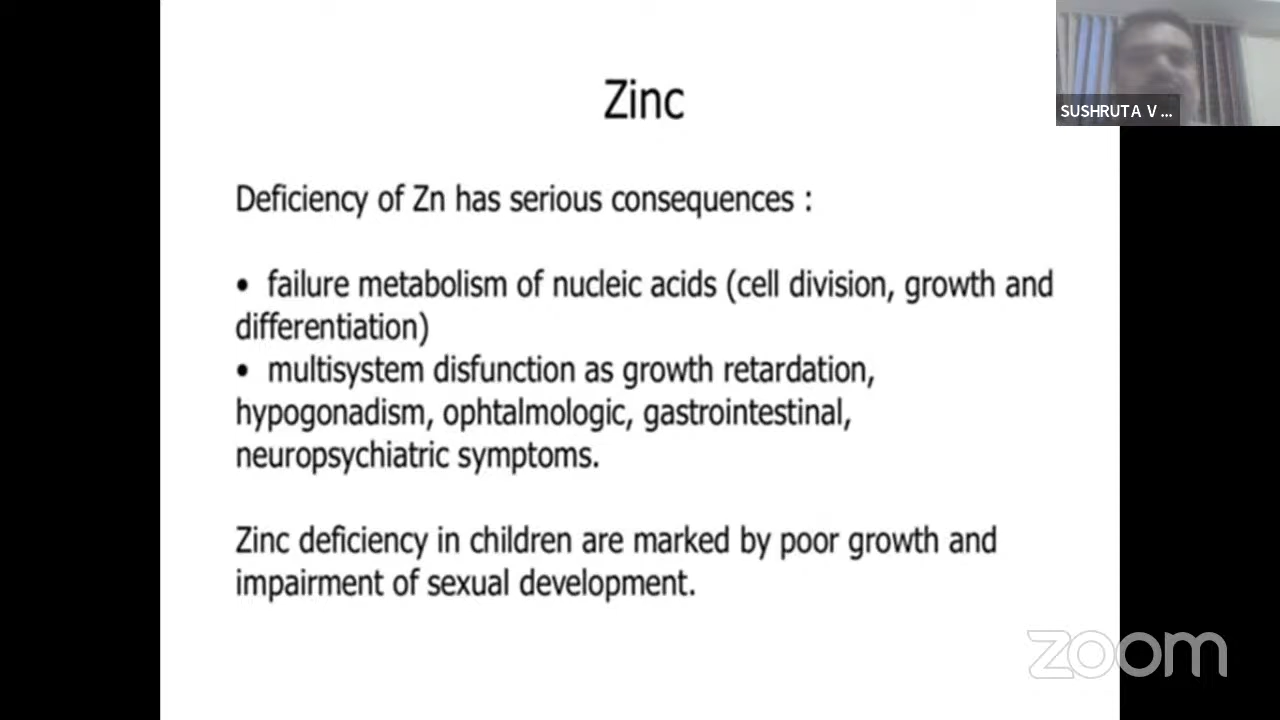 Zinc
SUSHRUTA V ...
Deficiency of Zn has serious consequences :
• failure metabolism of nucleic acids (cell division, growth and
differentiation)
• multisystem disfunction as growth retardation,
hypogonadism, ophtalmologic, gastrointestinal,
neuropsychiatric symptoms.
Zinc deficiency in children are marked by poor growth and
impairment of sexual development.
zoom